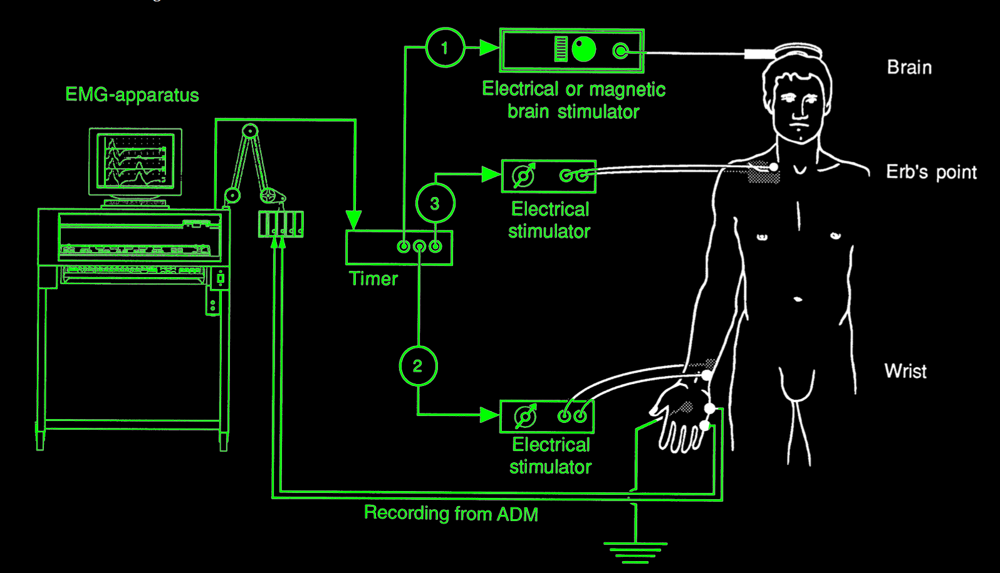 1
Electrical or magnetic
brain stimulator
Brain
EMG-apparatus
Erb's point
3
Electrical
stimulator
Timer
2
Wrist
Electrical
stimulator
Recording from ADM